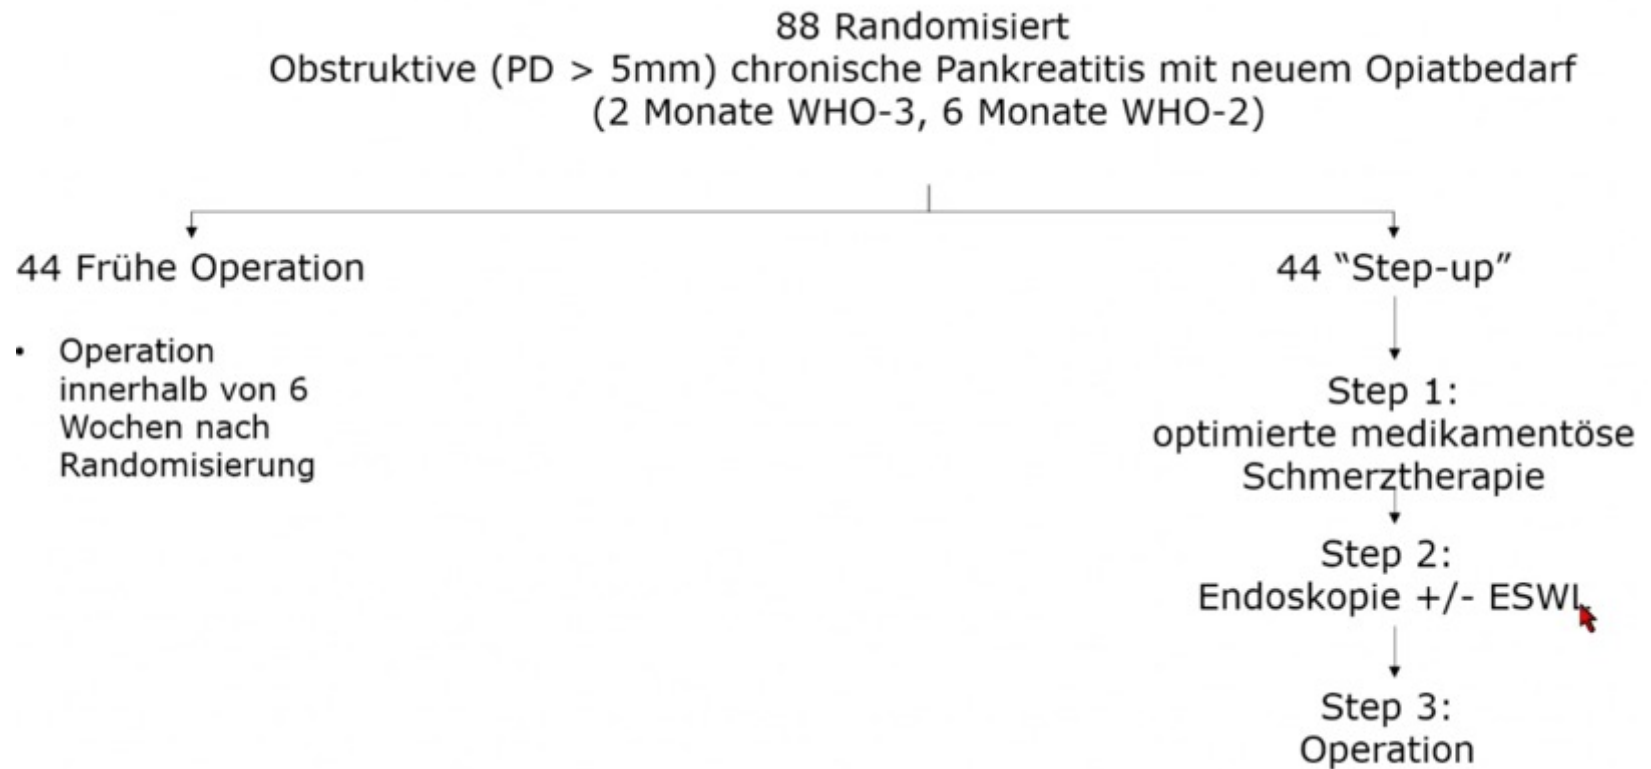 88 Randomisiert
Obstruktive (PD > 5mm) chronische Pankreatitis mit neuem Opiatbedarf
(2 Monate WHO-3, 6 Monate WHO-2)
44 Frühe Operation
• Operation
innerhalb von 6
Wochen nach
Randomisierung
44 “Step-up”
Step 1:
optimierte medikamentöse
Schmerztherapie
Step 2:
Endoskopie +/- ESWL
Step 3:
Operation